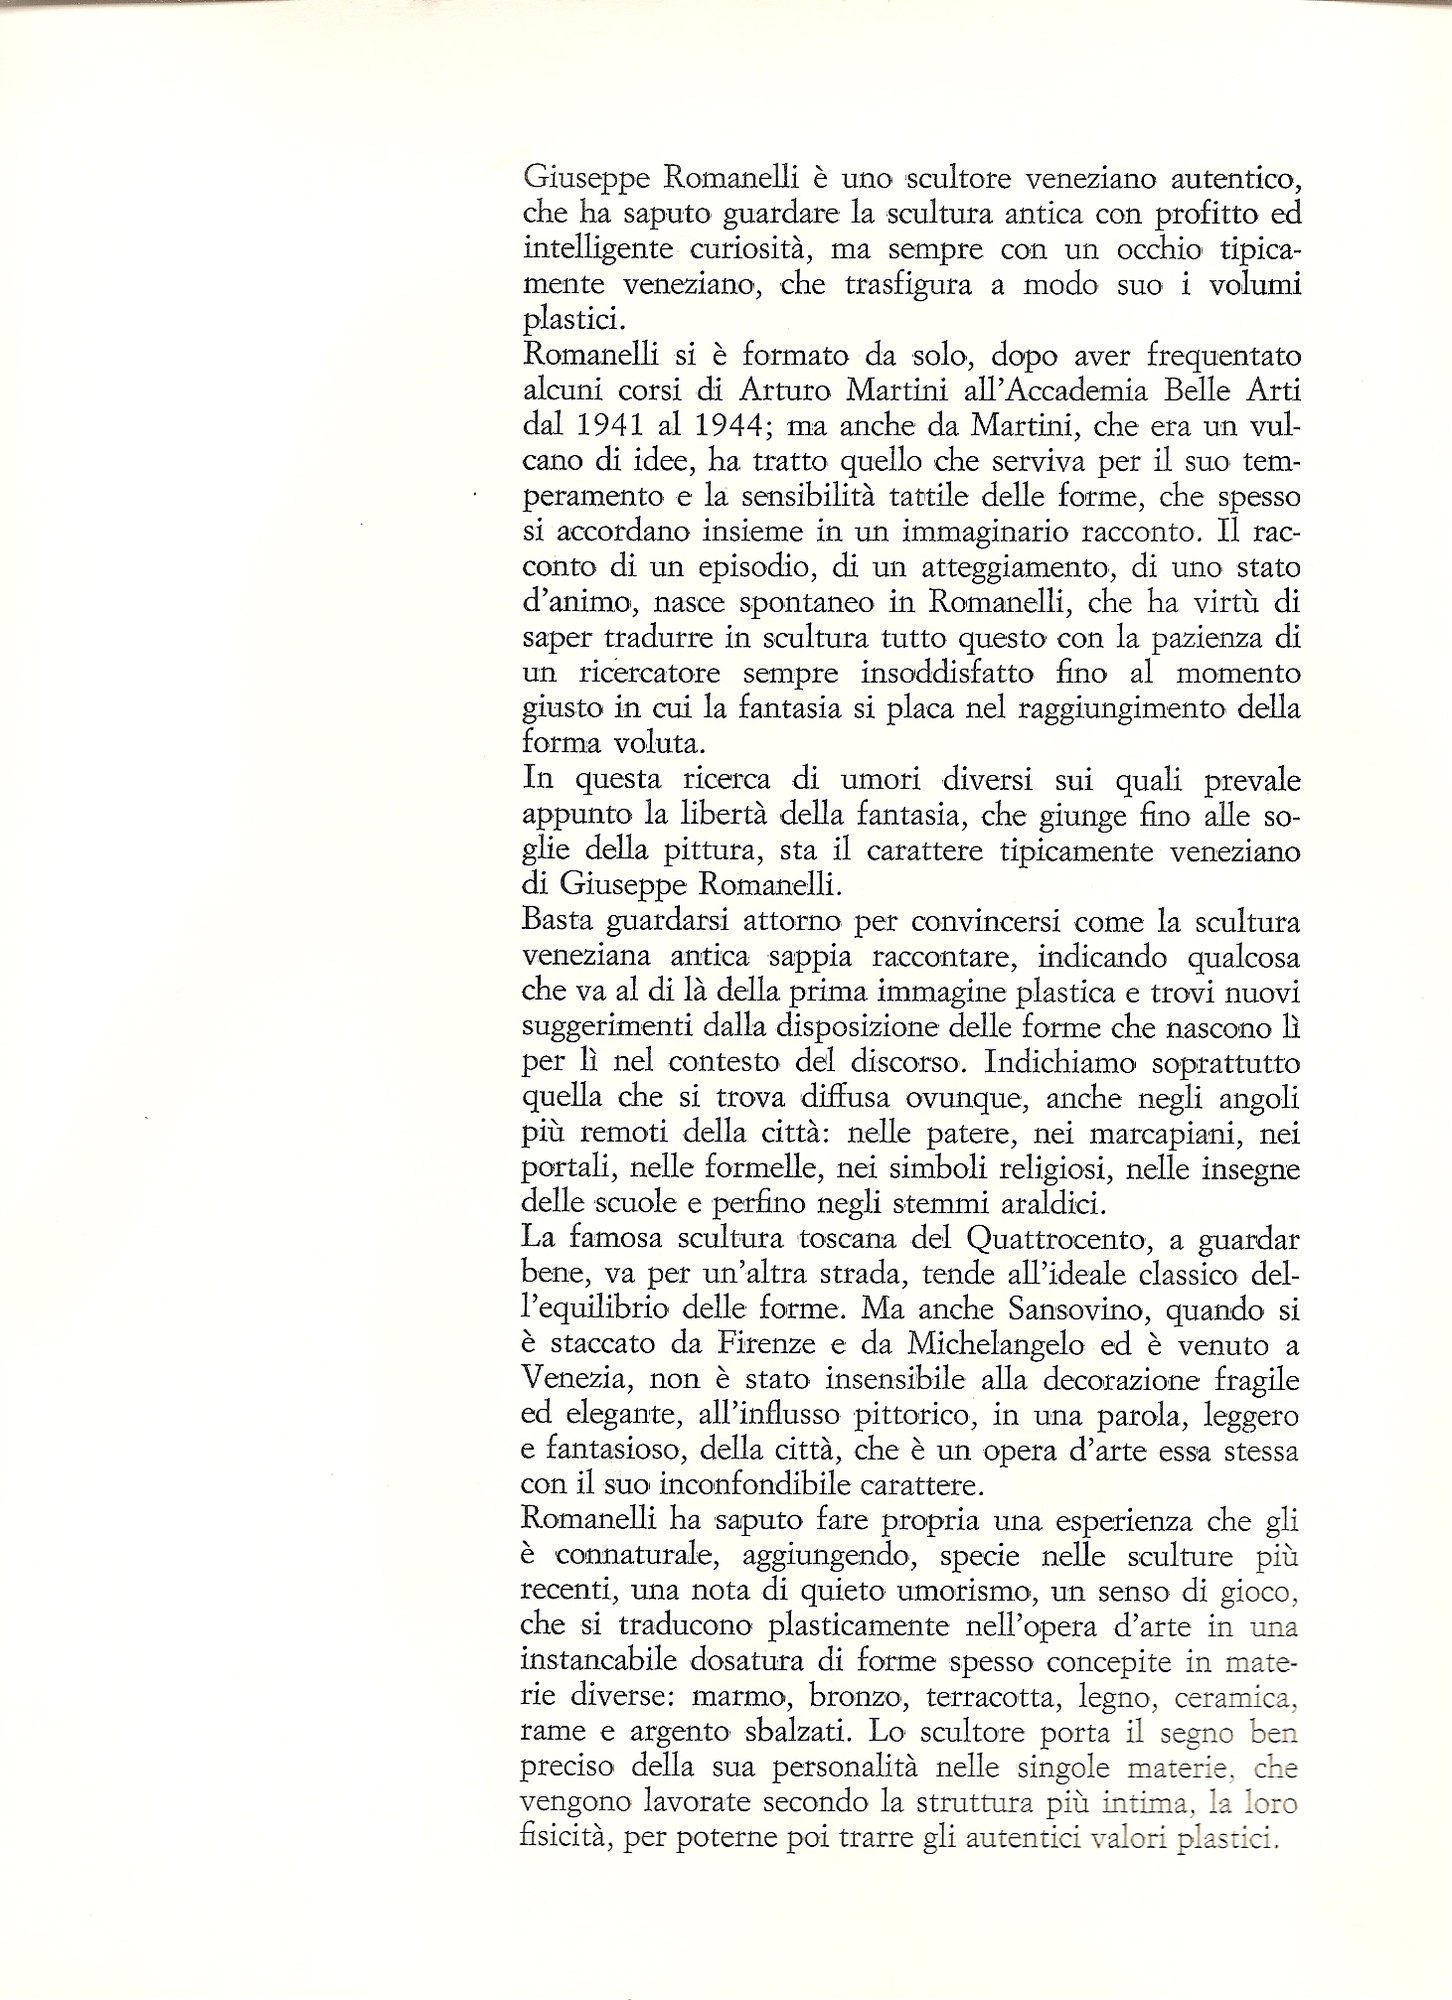 Giuseppe Romanelli è uno scultore veneziano autentico,
che ha saputo guardare la scultura antica con profitto ed
intelligente curiosità, ma sempre con un occhio tipica-
mente veneziano, che trasfigura a modo suo i volumi
plastici.
Romanelli si è formato da solo, dopo aver frequentato
alcuni corsi di Arturo Martini all'Accademia Belle Arti
dal 1941 al 1944; ma anche da Martini, che era un vul-
cano di idee, ha tratto quello che serviva per il suo tem-
peramento e la sensibilità tattile delle forme, che spesso
si accordano insieme in un immaginario racconto. Il rac-
conto di un episodio, di un atteggiamento, di uno stato
d'animo, nasce spontaneo in Romanelli, che ha virtù di
saper tradurre in scultura tutto questo con la pazienza di
un ricercatore sempre insoddisfatto fino al momento
giusto in cui la fantasia si placa nel raggiungimento della
forma voluta.
In questa ricerca di umori diversi sui quali prevale
appunto la libertà della fantasia, che giunge fino alle so-
glie della pittura, sta il carattere tipicamente veneziano
di Giuseppe Romanelli.
Basta guardarsi attorno per convincersi come la scultura
veneziana antica sappia raccontare, indicando qualcosa
che va al di là della prima immagine plastica e trovi nuovi
suggerimenti dalla disposizione delle forme che nascono lì
per lì nel contesto del discorso. Indichiamo soprattutto
quella che si trova diffusa ovunque, anche negli angoli
più remoti della città: nelle patere, nei marcapiani, nei
portali, nelle formelle, nei simboli religiosi, nelle insegne
delle scuole e perfino negli stemmi araldici.
La famosa scultura toscana del Quattrocento, a guardar
bene, va per un'altra strada, tende all'ideale classico del-
l'equilibrio delle forme. Ma anche Sansovino, quando si
è staccato da Firenze e da Michelangelo ed è venuto a
Venezia, non è stato insensibile alla decorazione fragile
ed elegante, all'influsso pittorico, in una parola, leggero
e fantasioso, della città, che è un opera d'arte essa stessa
con il suo inconfondibile carattere.
Romanelli ha saputo fare propria una esperienza che gli
è connaturale, aggiungendo, specie nelle sculture più
recenti, una nota di quieto umorismo, un senso di gioco,
che si traducono plasticamente nell'opera d'arte in una
instancabile dosatura di forme spesso concepite in mate-
rie diverse: marmo, bronzo, terracotta, legno, ceramica,
rame e argento sbalzati. Lo scultore porta il segno ben
preciso della sua personalità nelle singole materie, che
vengono lavorate secondo la struttura più intima, la loro
fisicità, per poterne poi trarre gli autentici valori plastici.